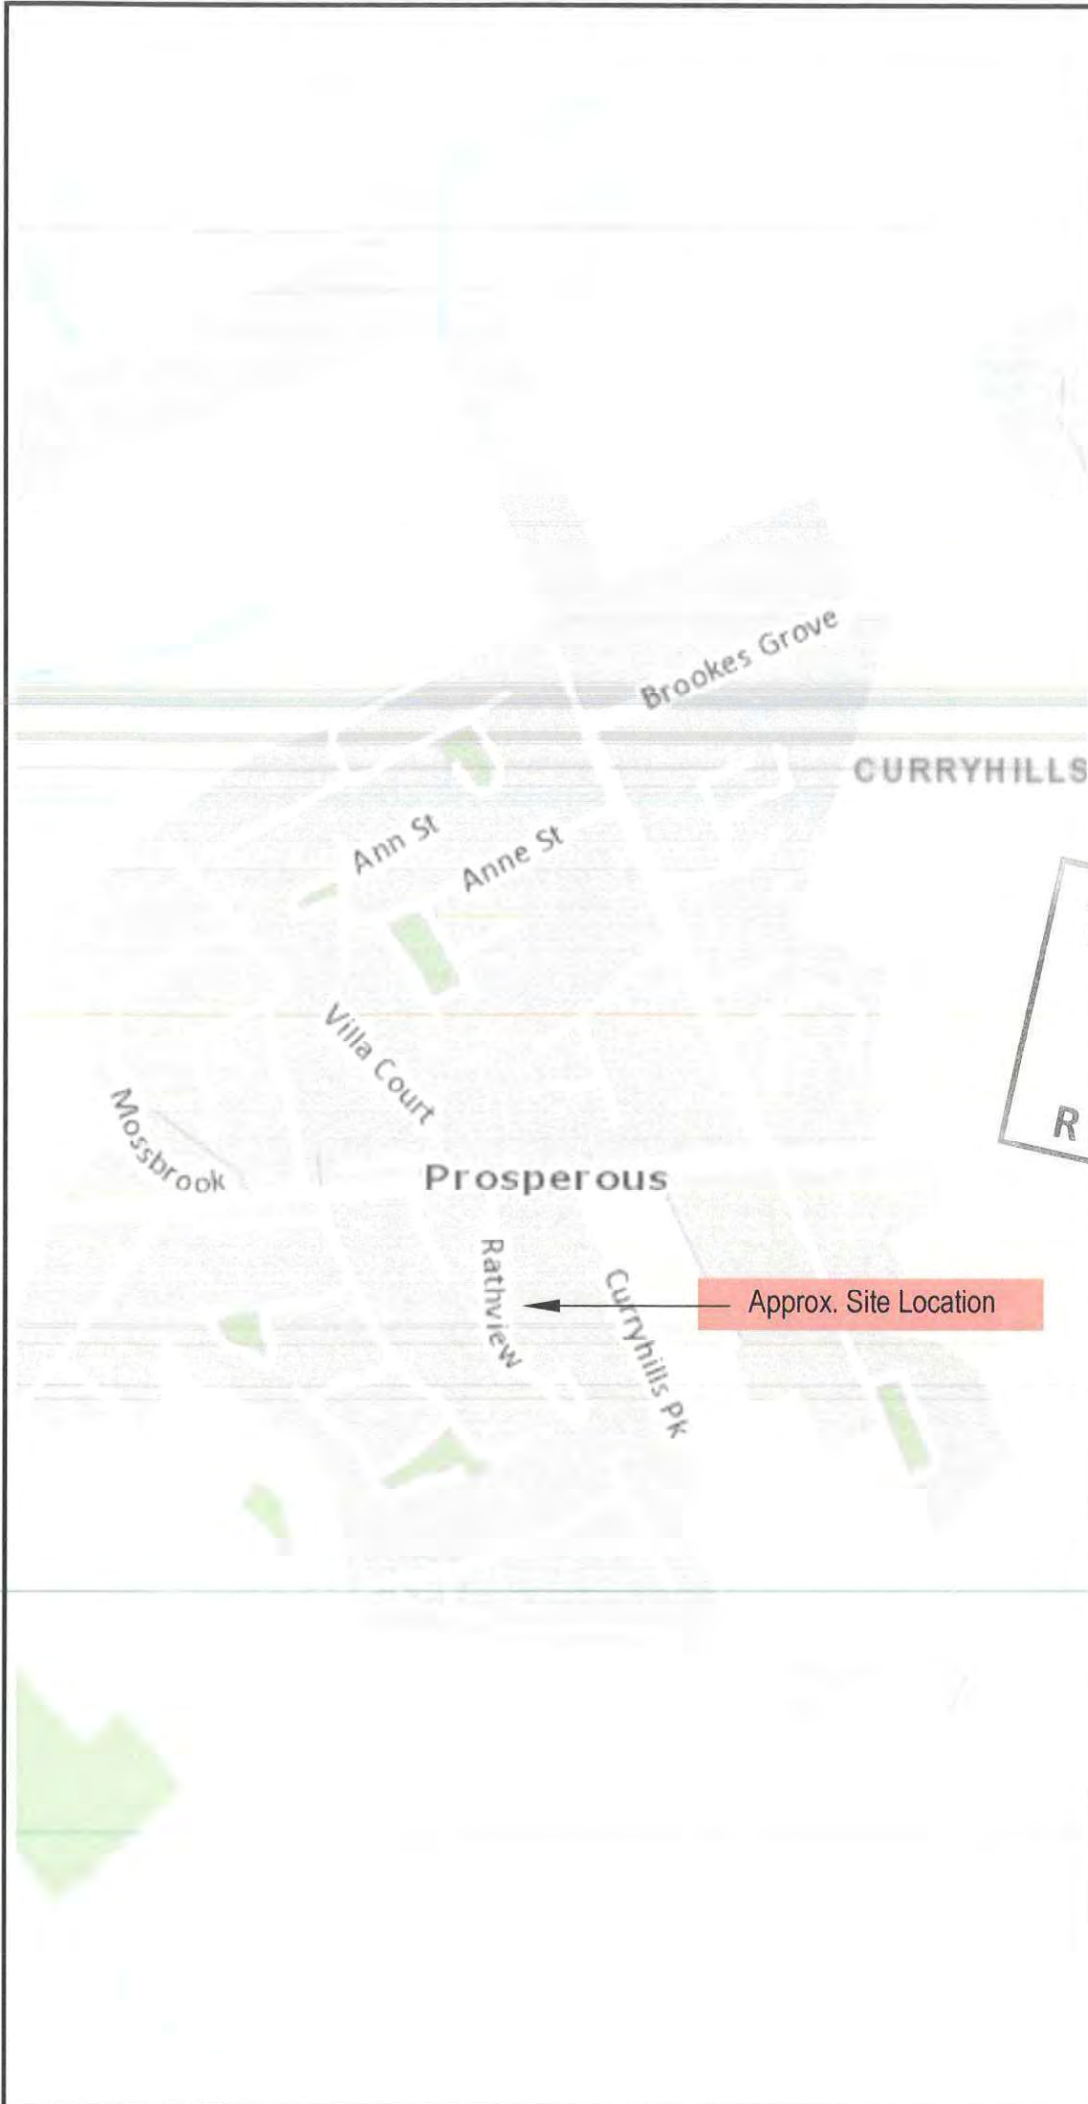 Brookes Grove
CURRYHILLS
Ann St
Anne St
Villa Court
Mossbrook
R
Prosperous
Rathview
Curryhills Pk
Approx. Site Location